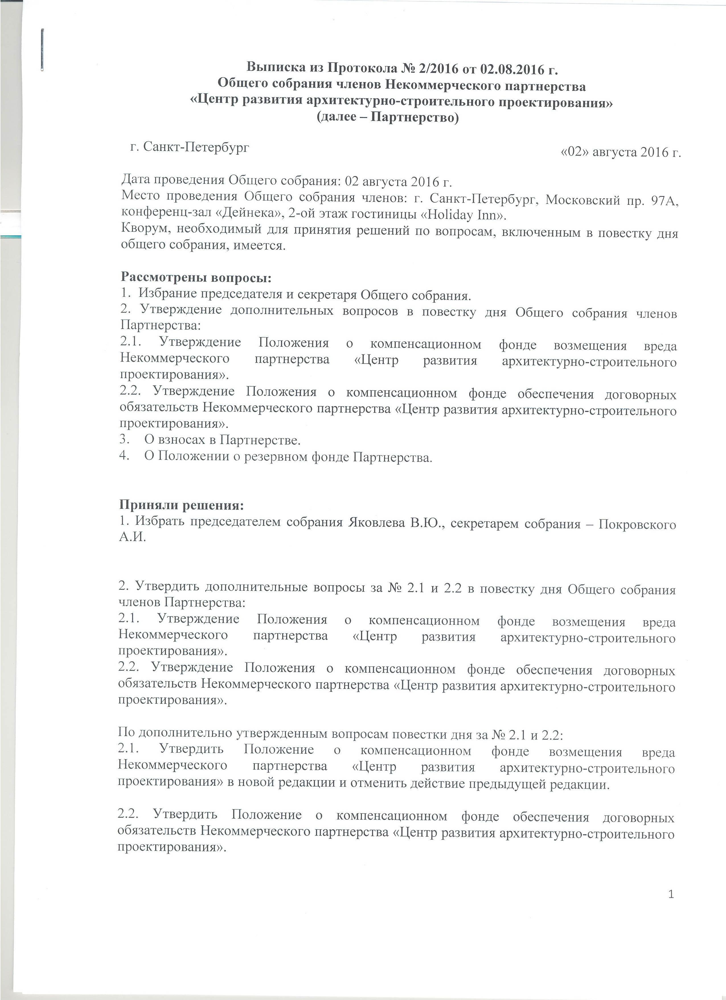 Выписка из Протокола № 2/2016 от 02.08.2016 г.
Общего собрания членов Некоммерческого партнерства
«Центр развития архитектурно-строительного проектирования»
(далее – Партнерство)
г. Санкт-Петербург «02» августа 2016 г.
Дата проведения Общего собрания: 02 августа 2016 г.
Место проведения Общего собрания членов: г. Санкт-Петербург, Московский пр. 97А,
конференц-зал «Дейнека», 2-ой этаж гостиницы «Holiday Inn».
Кворум, необходимый для принятия решений по вопросам, включенным в повестку дня
общего собрания, имеется.
Рассмотрены вопросы:
1. Избрание председателя и секретаря Общего собрания.
2. Утверждение дополнительных вопросов в повестку дня Общего собрания членов
Партнерства:
2.1. Утверждение Положения о компенсационном фонде возмещения вреда
Некоммерческого партнерства «Центр развития архитектурно-строительного
проектирования».
2.2. Утверждение Положения о компенсационном фонде обеспечения договорных
обязательств Некоммерческого партнерства «Центр развития архитектурно-строительного
проектирования».
3. О взносах в Партнерстве.
4. О Положении о резервном фонде Партнерства.
Приняли решения:
1. Избрать председателем собрания Яковлева В.Ю., секретарем собрания – Покровского
А.И.
2. Утвердить дополнительные вопросы за № 2.1 и 2.2 в повестку дня Общего собрания
членов Партнерства:
2.1. Утверждение Положения о компенсационном фонде возмещения вреда
Некоммерческого партнерства «Центр развития архитектурно-строительного
проектирования».
2.2. Утверждение Положения о компенсационном фонде обеспечения договорных
обязательств Некоммерческого партнерства «Центр развития архитектурно-строительного
проектирования».
По дополнительно утвержденным вопросам повестки дня за № 2.1 и 2.2:
2.1. Утвердить Положение о компенсационном фонде возмещения вреда
Некоммерческого партнерства «Центр развития архитектурно-строительного
проектирования» в новой редакции и отменить действие предыдущей редакции.
2.2. Утвердить Положение о компенсационном фонде обеспечения договорных
обязательств Некоммерческого партнерства «Центр развития архитектурно-строительного
проектирования».
1